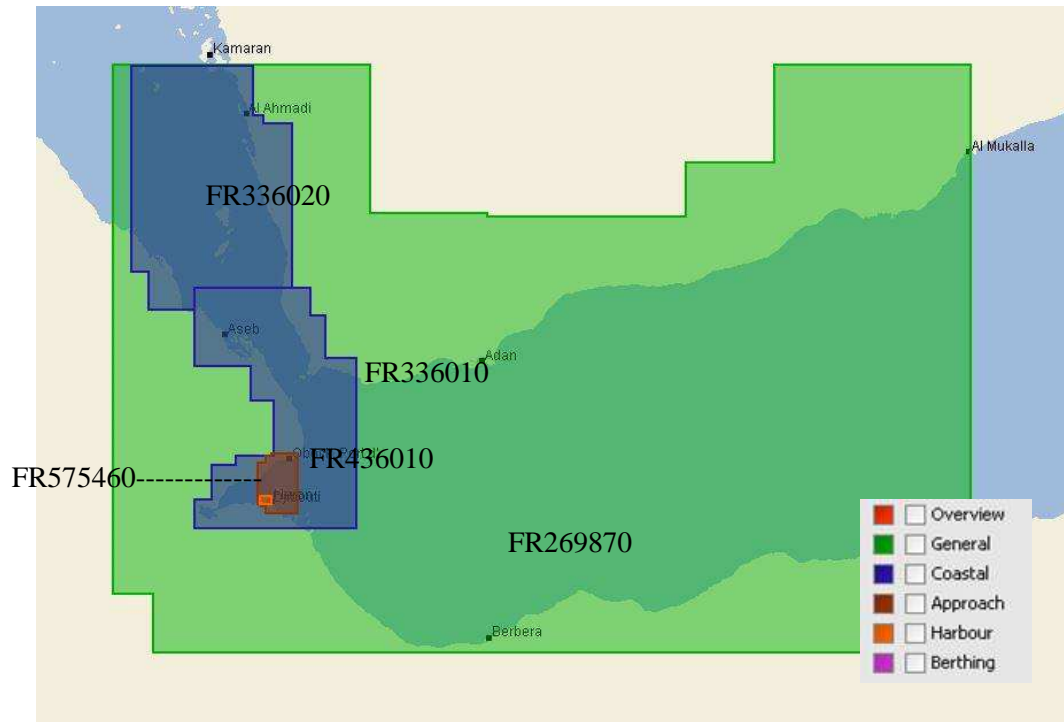 Kamaran
Al Ahmadi
Al Mukalla
FR336020
Aseb
Adan
FR336010
FR436010
FR575460-------------
FR269870
Berbera
Overview
General
Coastal
Approach
Harbour
Berthing